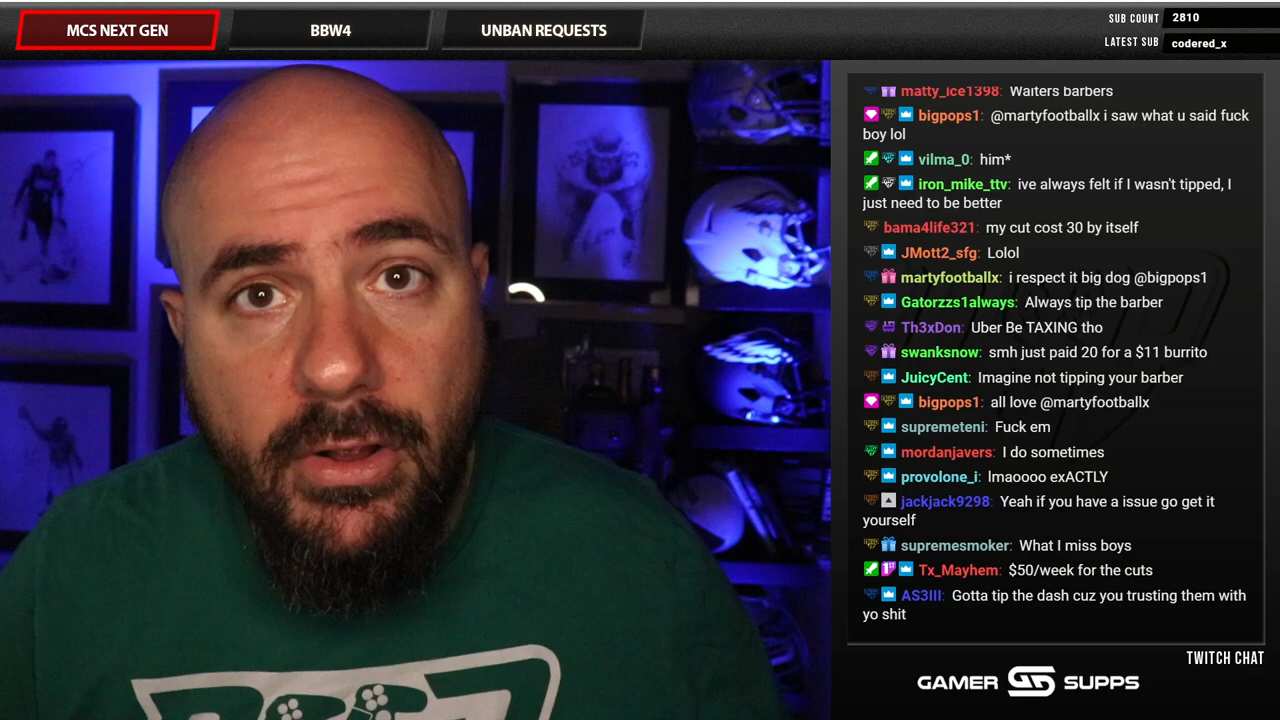 MCS NEXT GEN
BBW4
UNBAN REQUESTS
SUB COUNT 2810
LATEST SUB codered_x
matty_ice1398: Waiters barbers
bigpops1: @martyfootballx i saw what u said fuck
boy lol
vilma_0: him*
iron_mike_ttv: ive always felt if I wasn't tipped, I
just need to be better
bama4life321: my cut cost 30 by itself
JMott2_sfg: Lolol
martyfootballx: i respect it big dog @bigpops1
Gatorzzs1always: Always tip the barber
Th3xDon: Uber Be TAXING tho
swanksnow: smh just paid 20 for a $11 burrito
JuicyCent: Imagine not tipping your barber
bigpops1: all love @martyfootballx
supremeteni: Fuck em
mordanjavers: I do sometimes
provolone_i: lmaoooo exACTLY
jackjack9298: Yeah if you have a issue go get it
yourself
supremesmoker: What I miss boys
Tx_Mayhem: $50/week for the cuts
AS3III: Gotta tip the dash cuz you trusting them with
yo shit
TWITCH CHAT
GAMER SUPPS